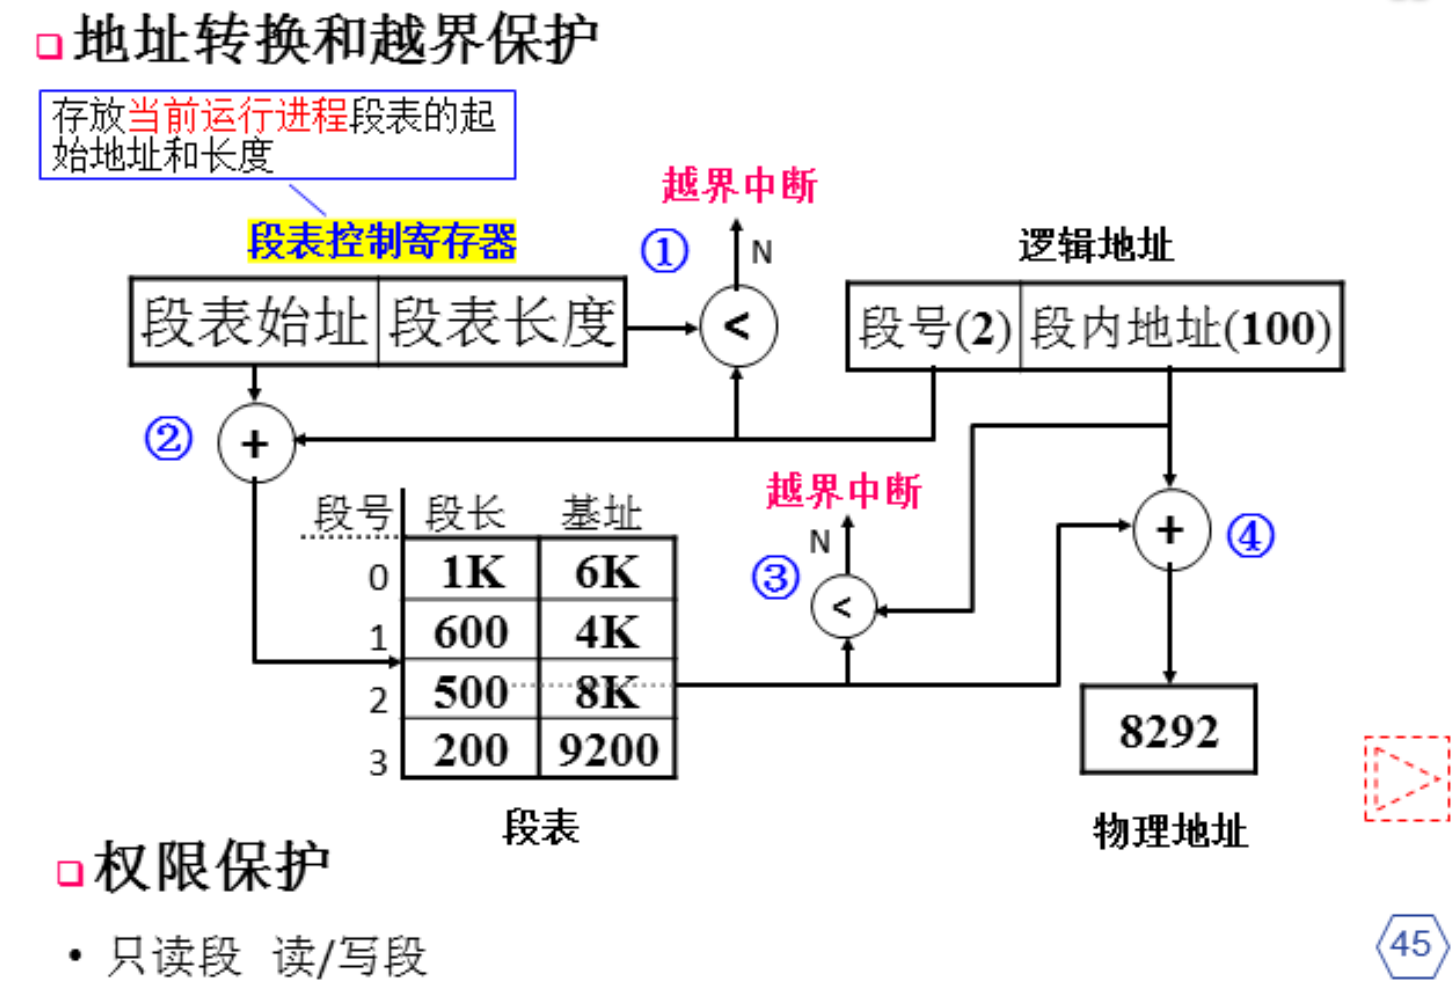 地址转换和越界保护
存放当前运行进程段表的起
始地址和长度
越界中断
段表控制寄存器
① N
逻辑地址
段表始址 段表长度
<
段号(2) 段内地址(100)
② +
越界中断
段号 段长 基址
N
+ ④
③
0 1K 6K
<
1 600 4K
2 500 8K
3 200 9200
8292
段表
物理地址
权限保护
• 只读段 读/写段
45